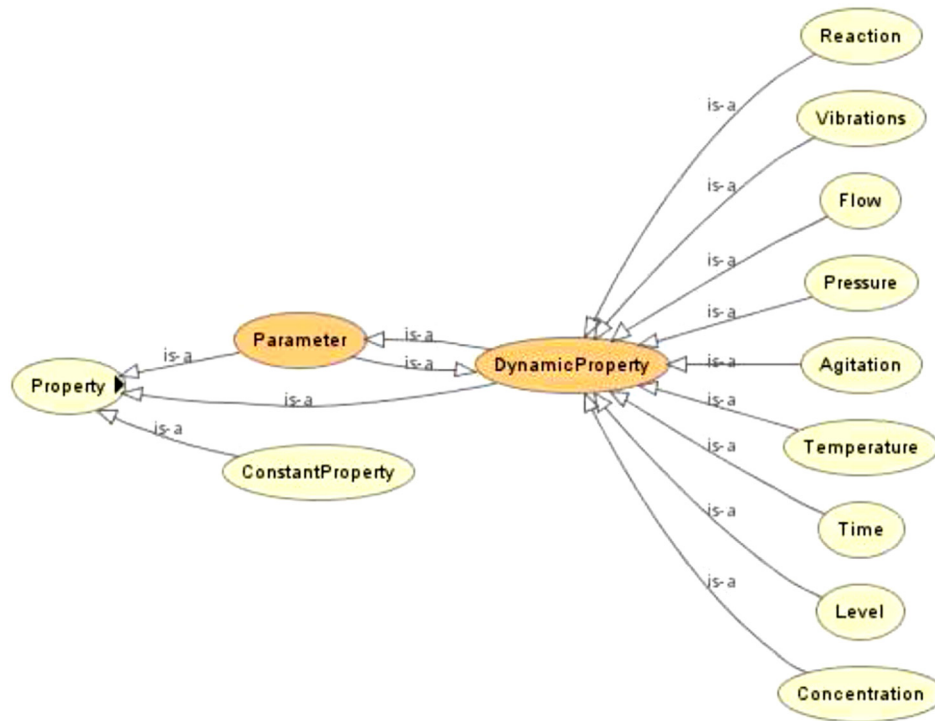 Reaction
is-a
Vibrations
is-a
Flow
is-a
Pressure
is-a
Parameter
is-a
is-a
is-a
DynamicProperty
is-a
Agitation
Property
is-a
is-a
Temperature
is-a
ConstantProperty
is-a
Time
is-a
Level
is-a
Concentration